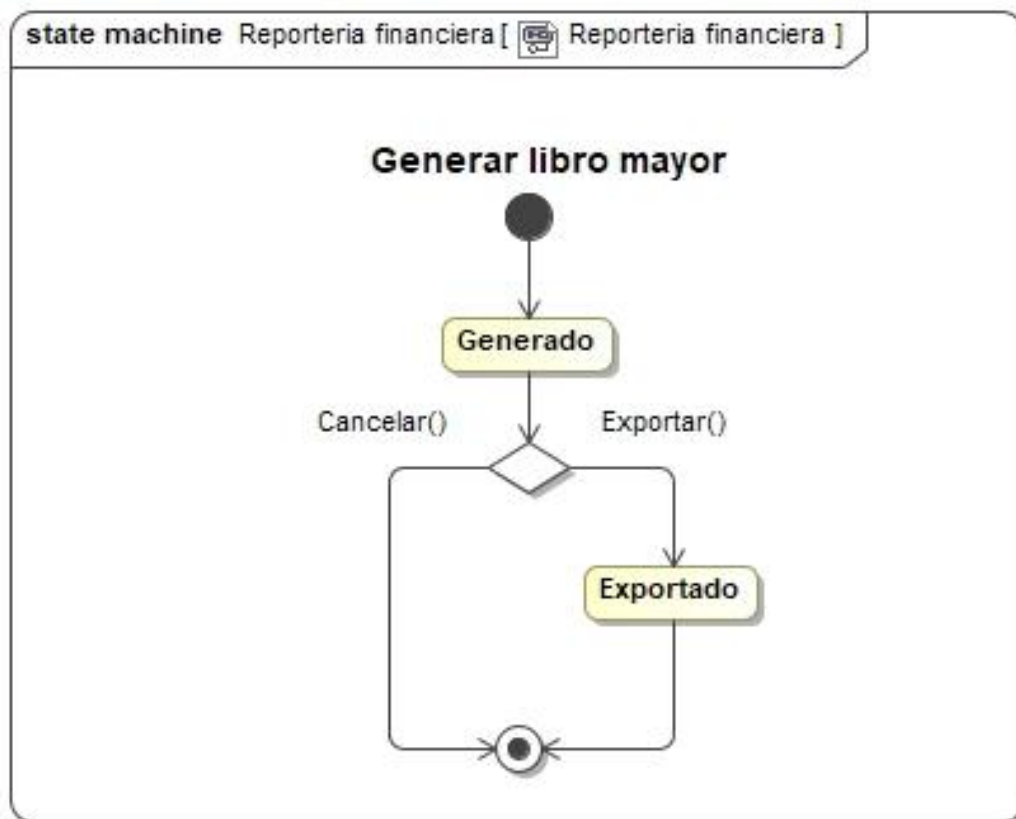 state machine Reporteria financiera [ Reporteria financiera ]
Generar libro mayor
Generado
Cancelar() Exportar()
Exportado